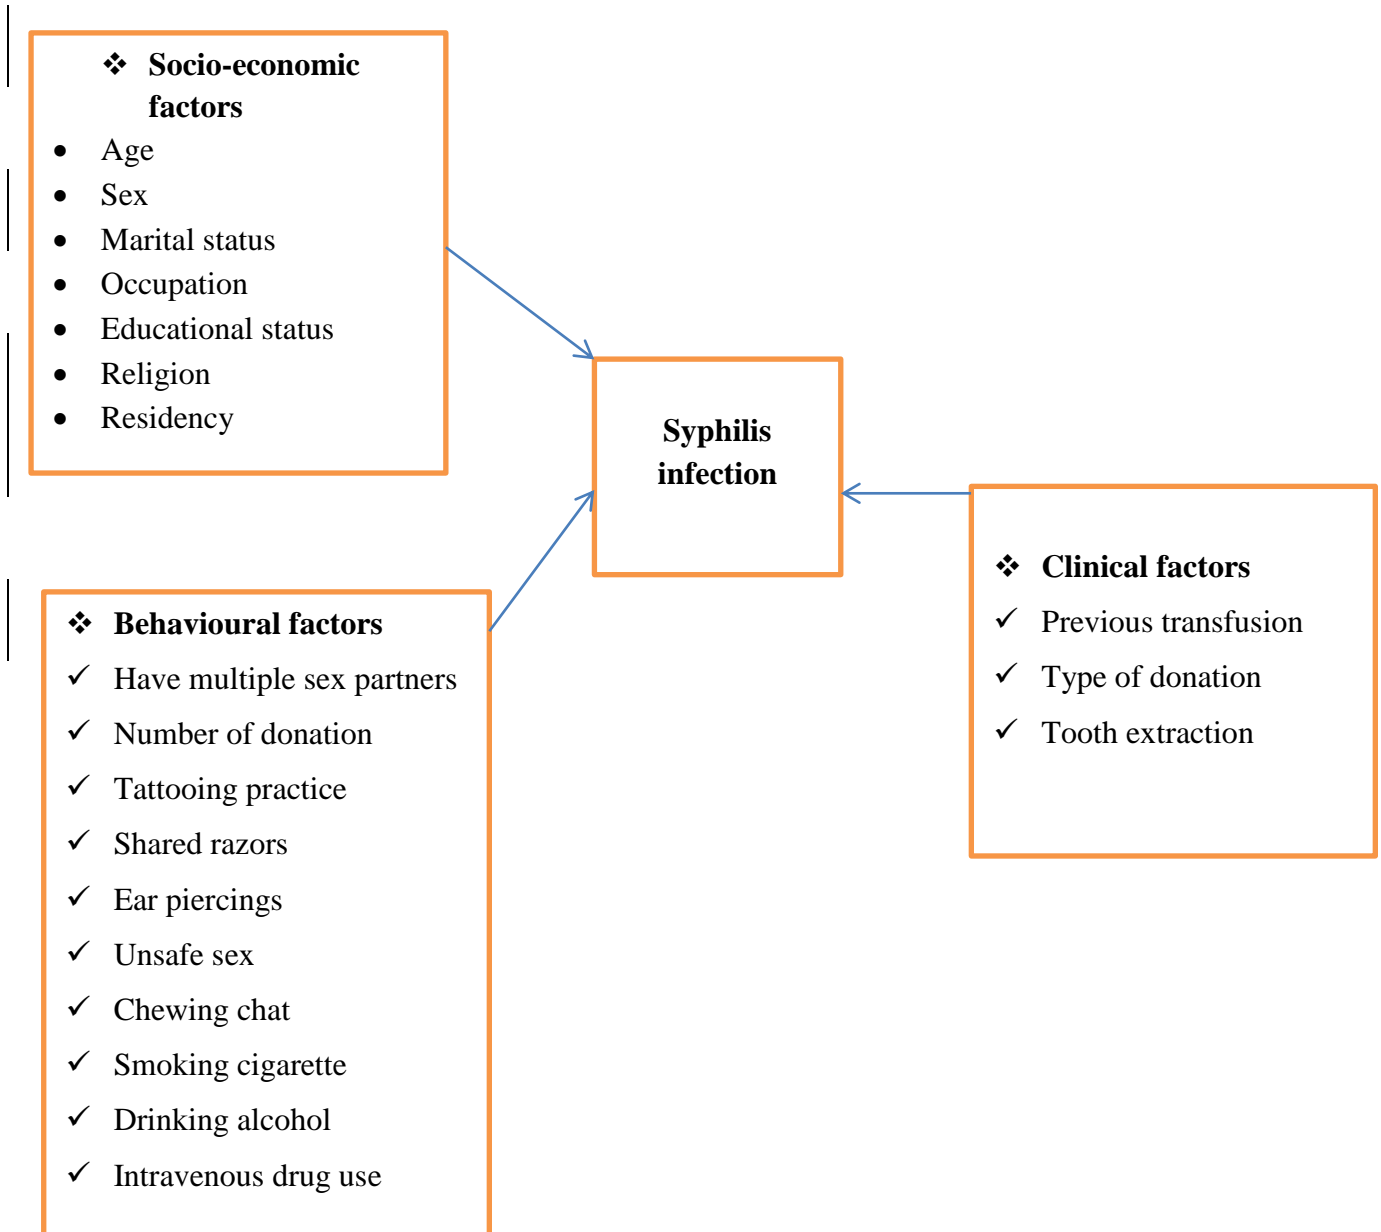 ❖ Socio-economic
factors
• Age
• Sex
• Marital status
• Occupation
• Educational status
• Religion
• Residency
Syphilis
infection
❖ Behavioural factors
✓ Have multiple sex partners
✓ Number of donation
✓ Tattooing practice
✓ Shared razors
✓ Ear piercings
✓ Unsafe sex
✓ Chewing chat
✓ Smoking cigarette
✓ Drinking alcohol
✓ Intravenous drug use
❖ Clinical factors
✓ Previous transfusion
✓ Type of donation
✓ Tooth extraction